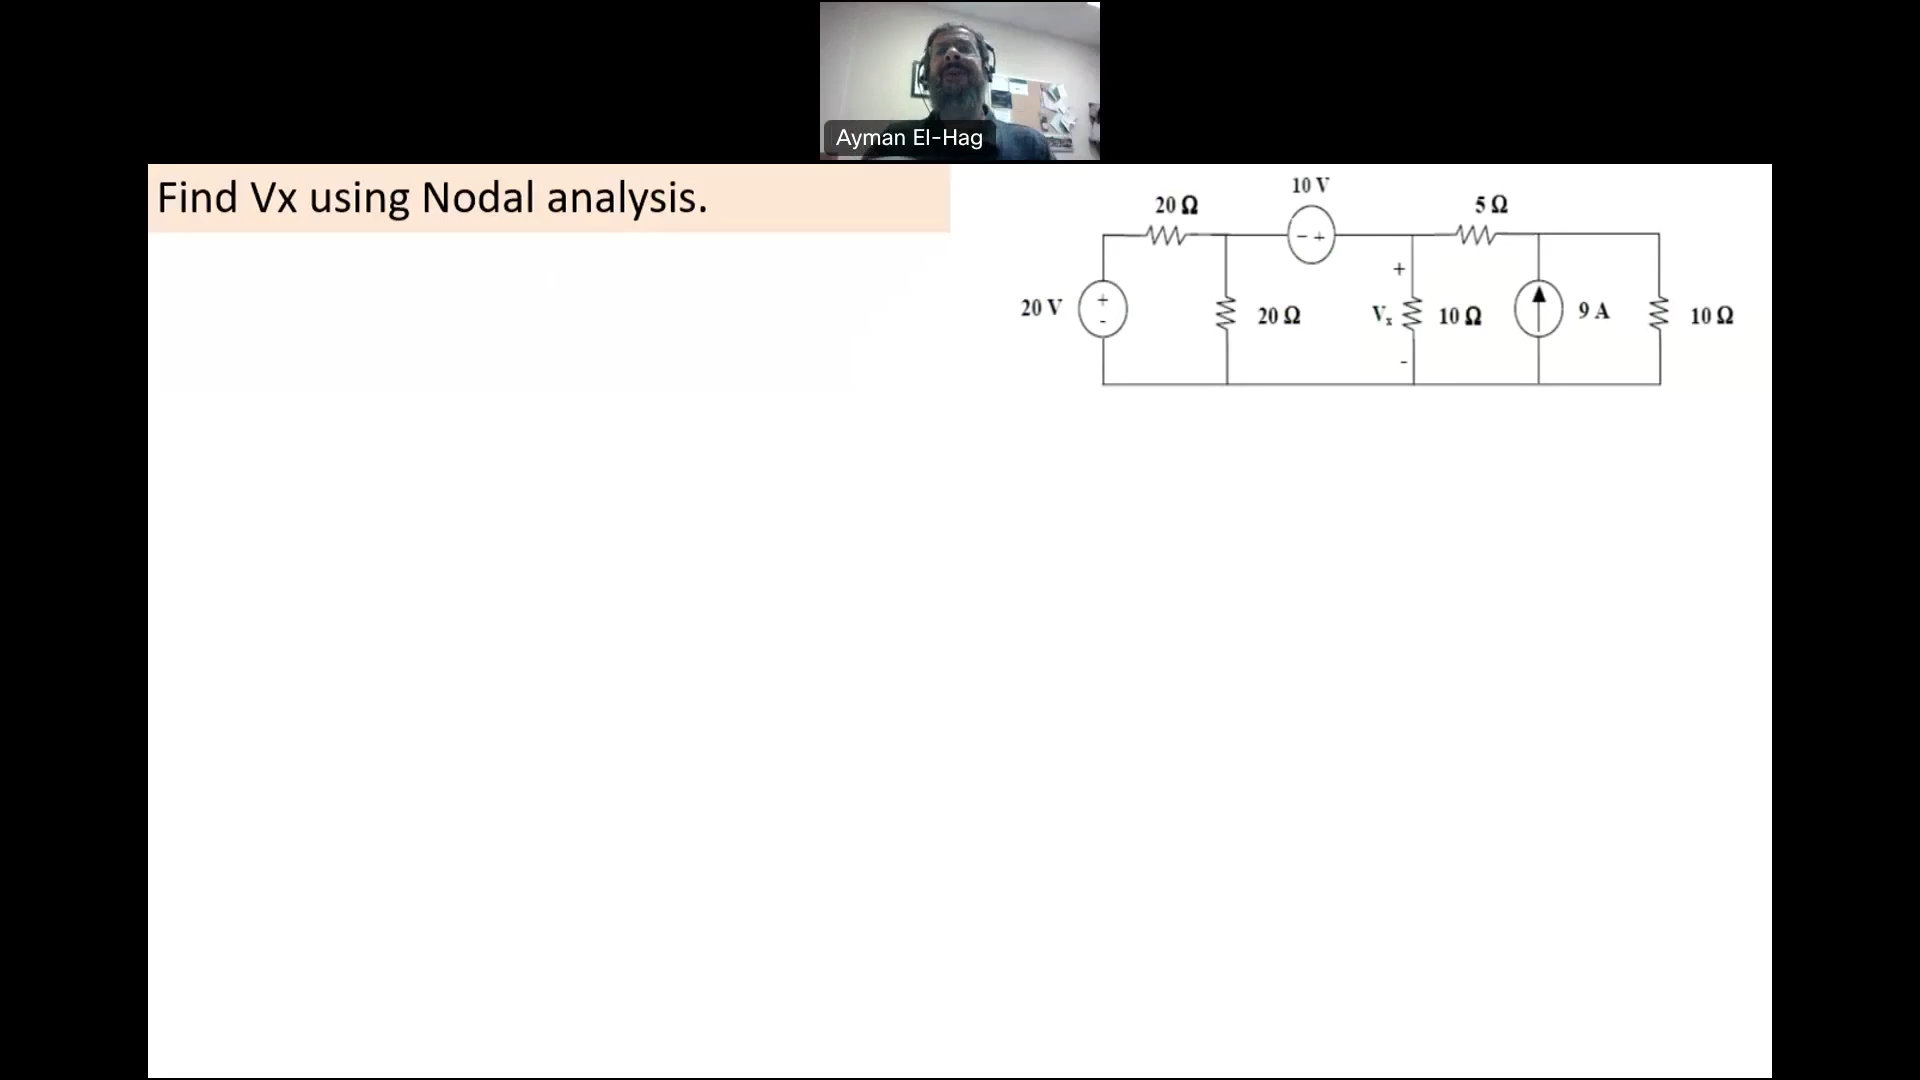 Ayman El-Hag
Find Vx using Nodal analysis.
10 V
20 Ω
5 Ω
- +
+
20 V
+
-
20 Ω
Vx
10 Ω
9 A
10 Ω
-